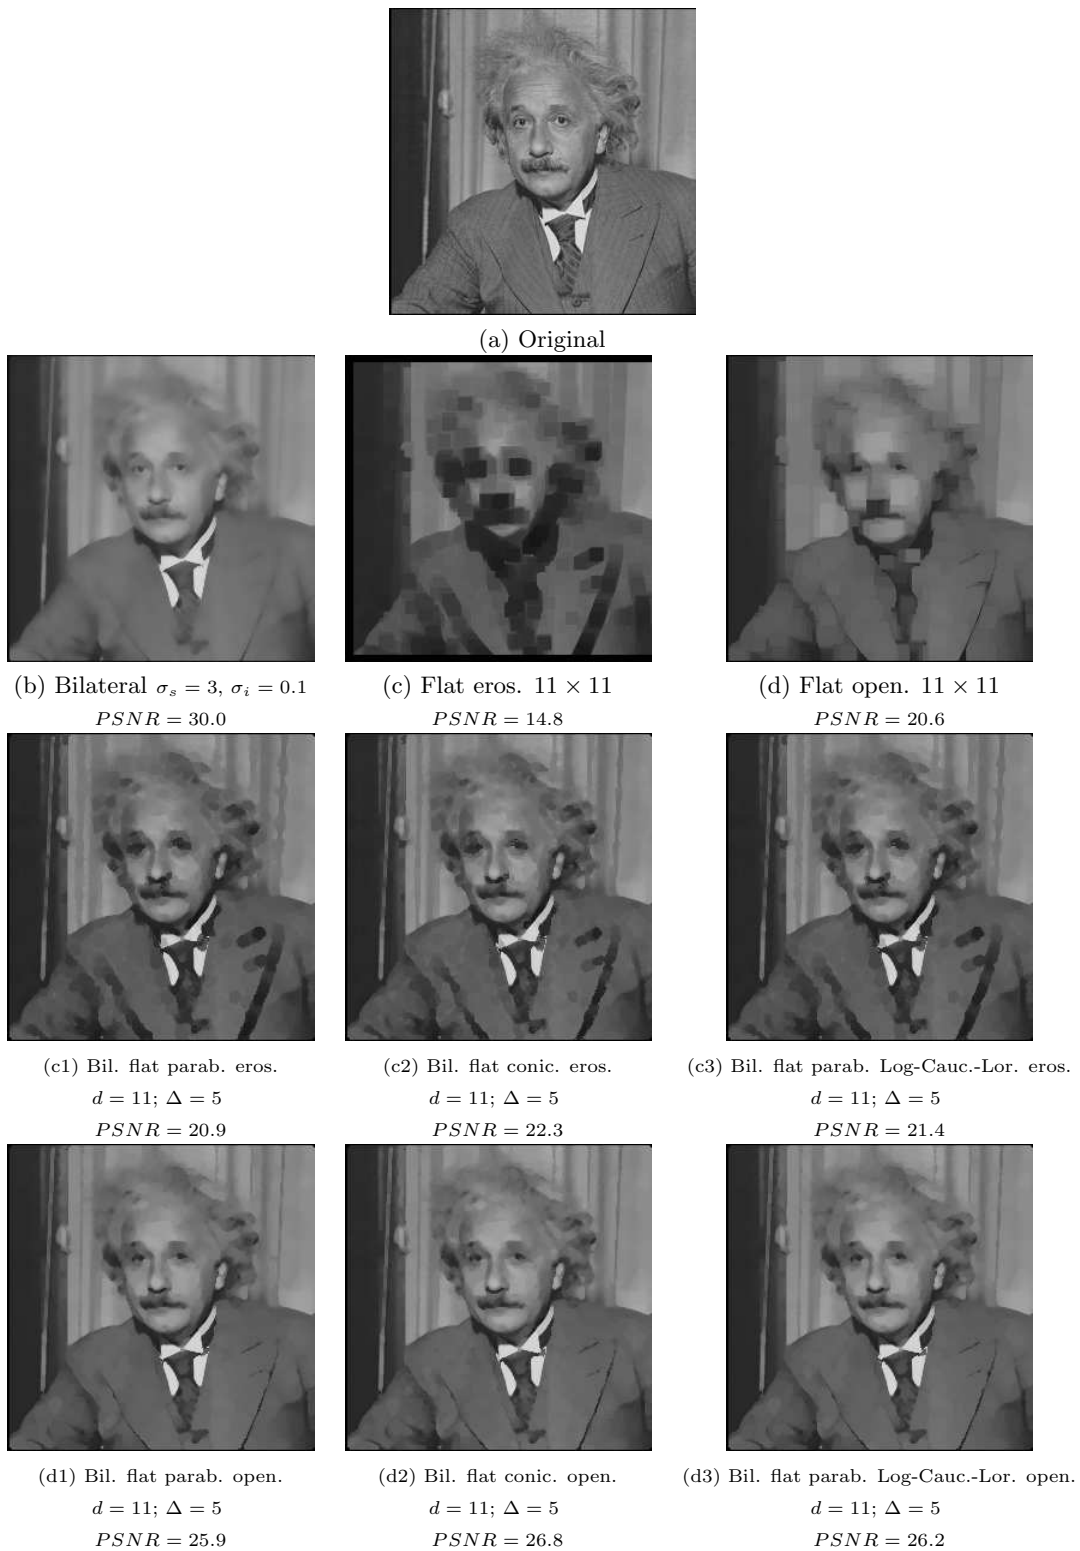 (a) Original
(b) Bilateral σ_s = 3, σ_i = 0.1
PSNR = 30.0
(c) Flat eros. 11 × 11
PSNR = 14.8
(d) Flat open. 11 × 11
PSNR = 20.6
(c1) Bil. flat parab. eros.
d = 11; Δ = 5
PSNR = 20.9
(c2) Bil. flat conic. eros.
d = 11; Δ = 5
PSNR = 22.3
(c3) Bil. flat parab. Log-Cauc.-Lor. eros.
d = 11; Δ = 5
PSNR = 21.4
(d1) Bil. flat parab. open.
d = 11; Δ = 5
PSNR = 25.9
(d2) Bil. flat conic. open.
d = 11; Δ = 5
PSNR = 26.8
(d3) Bil. flat parab. Log-Cauc.-Lor. open.
d = 11; Δ = 5
PSNR = 26.2